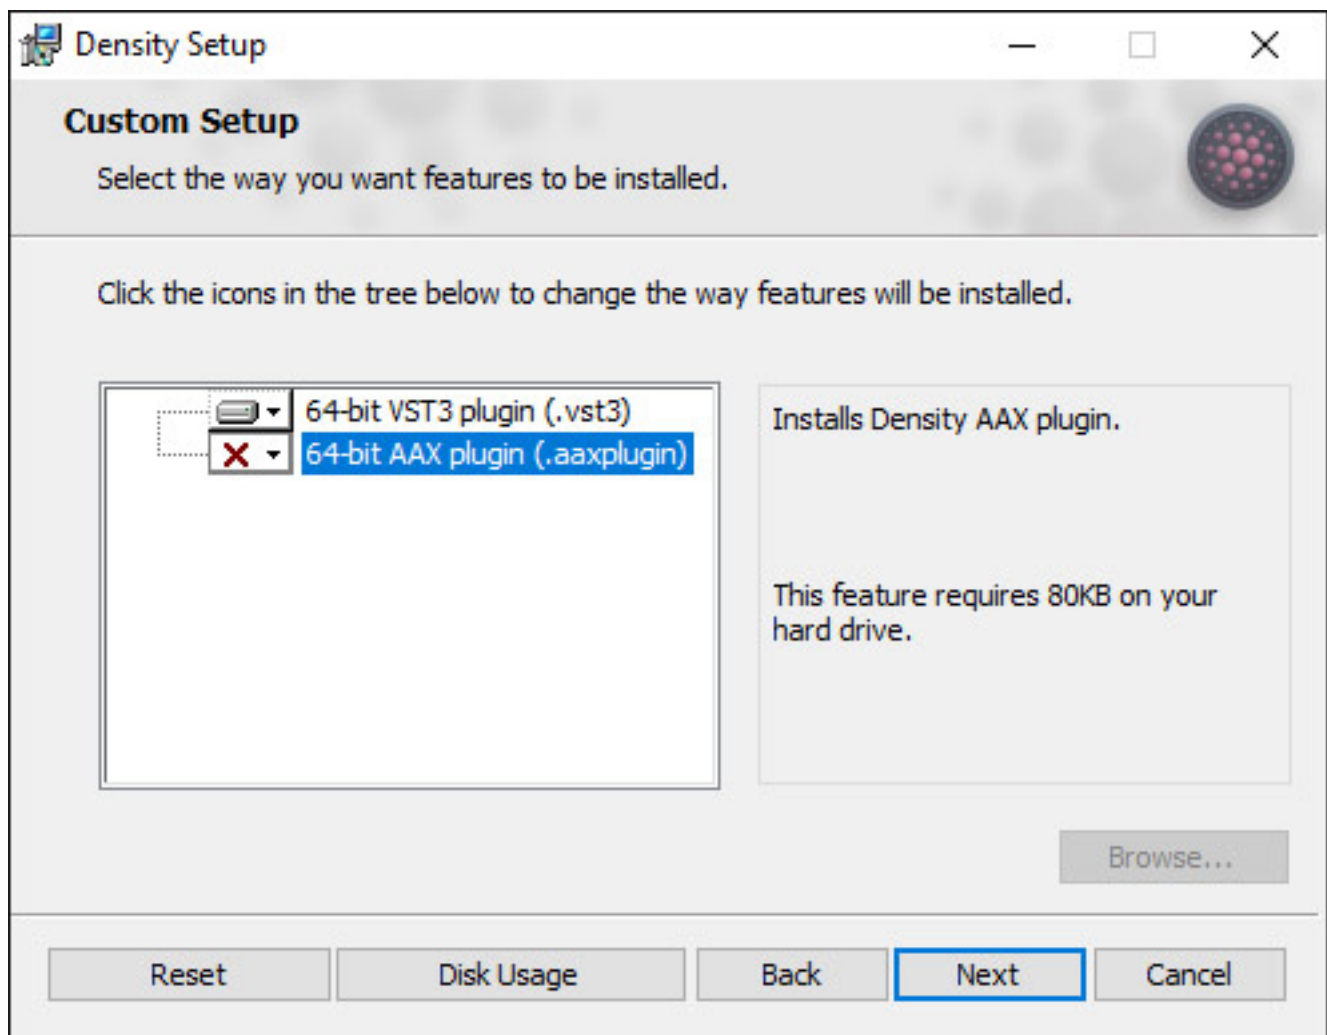 Density Setup
Custom Setup
Select the way you want features to be installed.
Click the icons in the tree below to change the way features will be installed.
64-bit VST3 plugin (.vst3)
64-bit AAX plugin (.aaxplugin)
Installs Density AAX plugin.
This feature requires 80KB on your
hard drive.
Browse...
Reset
Disk Usage
Back
Next
Cancel